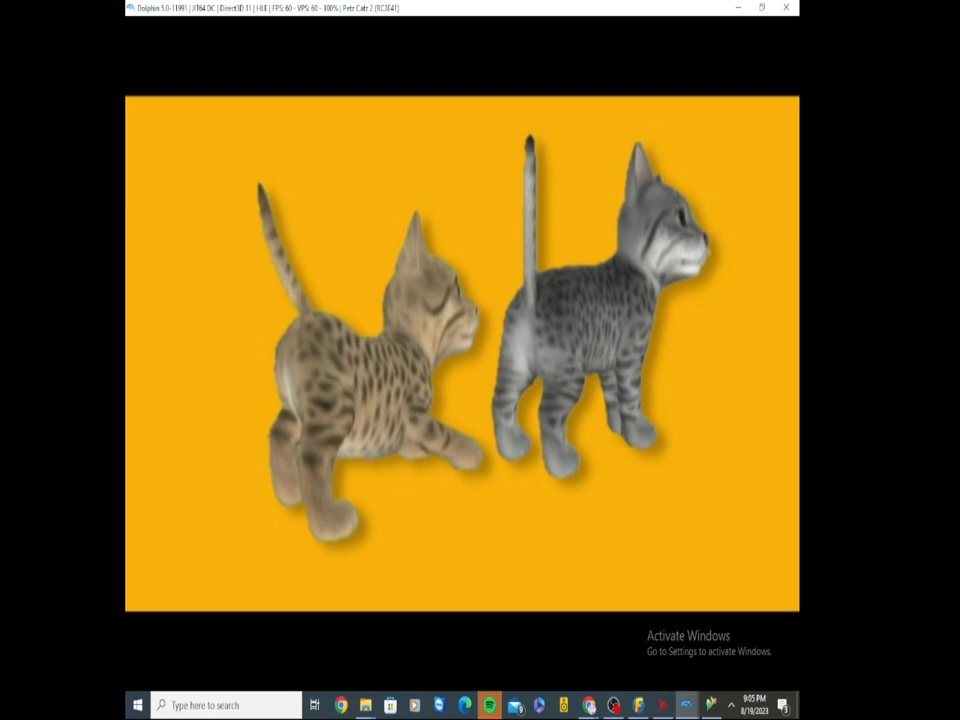 Dolphin 5.0-11991 | JIT64 DC | Direct3D 11 | HLE | FPS: 60 - VPS: 60 - 100% | Petz Catz 2 (RC3E41)
Activate Windows
Go to Settings to activate Windows.
Type here to search
9:05 PM
8/19/2023